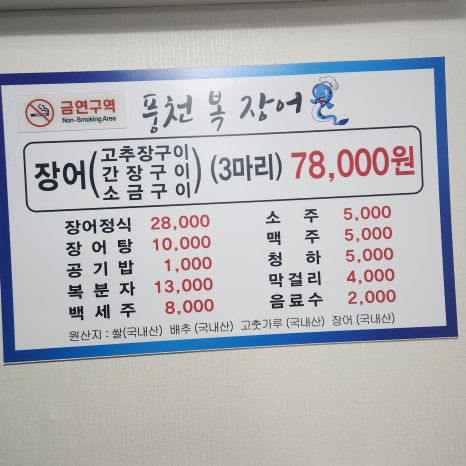 금연구역
Non-Smoking Area
풍천 복 장어
장어(고추장구이 간장구이 소금구이) (3마리) 78,000원
장어정식 28,000
장어탕 10,000
공기밥 1,000
복분자 13,000
백세주 8,000
소주 5,000
맥주 5,000
청하 5,000
막걸리 4,000
음료수 2,000
원산지 : 쌀(국내산) 배추 (국내산) 고춧가루 (국내산) 장어 (국내산)